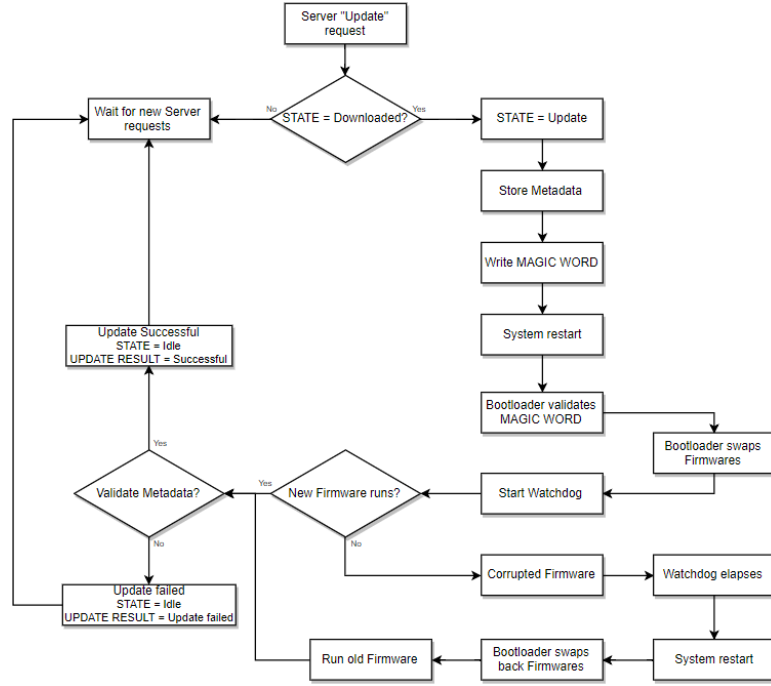 Server "Update"
request
STATE = Downloaded?
No
Yes
Wait for new Server
requests
STATE = Update
Store Metadata
Write MAGIC WORD
System restart
Bootloader validates
MAGIC WORD
Bootloader swaps
Firmwares
Start Watchdog
New Firmware runs?
Yes
No
Validate Metadata?
Yes
No
Update Successful
STATE = Idle
UPDATE RESULT = Successful
Update failed
STATE = Idle
UPDATE RESULT = Update failed
Corrupted Firmware
Watchdog elapses
System restart
Bootloader swaps
back Firmwares
Run old Firmware